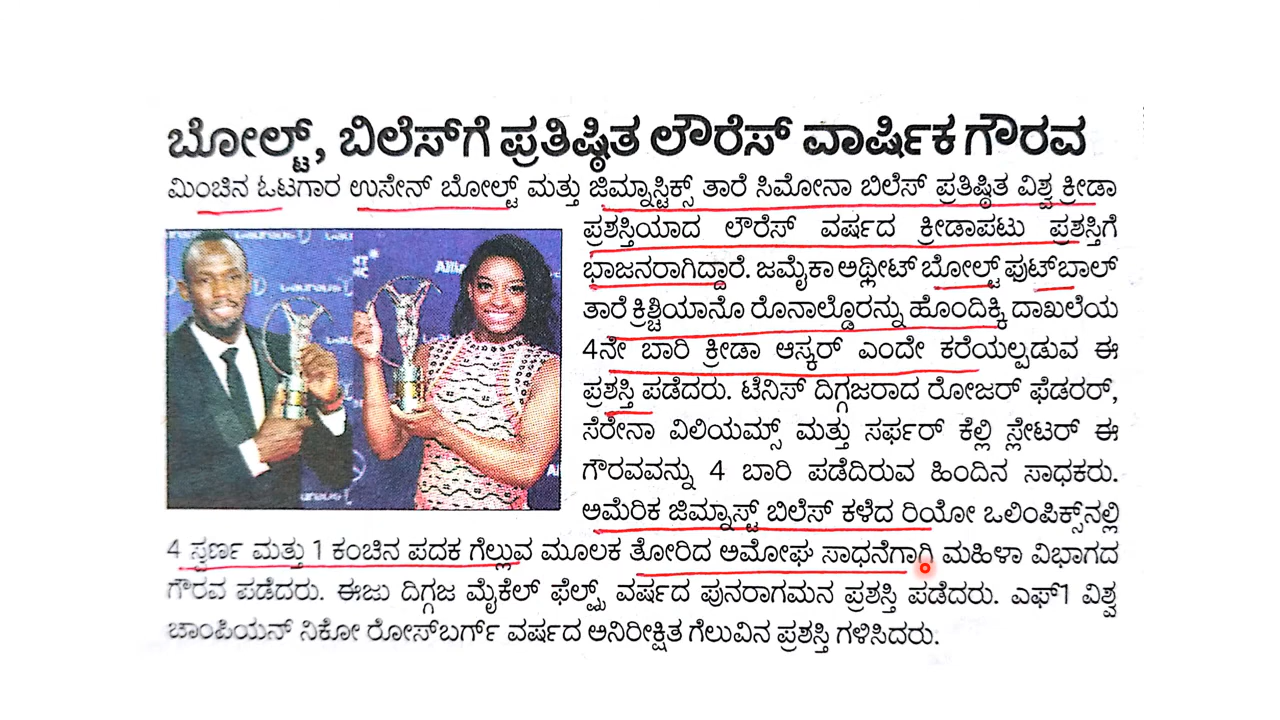 ಬೋಲ್ಟ್, ಬಿಲೆಸ್‌ಗೆ ಪ್ರತಿಷ್ಠಿತ ಲೌರೆಸ್ ವಾರ್ಷಿಕ ಗೌರವ
ಮಿಂಚಿನ ಓಟಗಾರ ಉಸೇನ್ ಬೋಲ್ಟ್ ಮತ್ತು ಜಿಮ್ನಾಸ್ಟಿಕ್ಸ್ ತಾರೆ ಸಿಮೋನಾ ಬಿಲೆಸ್ ಪ್ರತಿಷ್ಠಿತ ವಿಶ್ವ ಕ್ರೀಡಾ
ಪ್ರಶಸ್ತಿಯಾದ ಲೌರೆಸ್ ವರ್ಷದ ಕ್ರೀಡಾಪಟು ಪ್ರಶಸ್ತಿಗೆ
ಭಾಜನರಾಗಿದ್ದಾರೆ. ಜಮೈಕಾ ಅಥ್ಲೀಟ್ ಬೋಲ್ಟ್ ಫುಟ್‌ಬಾಲ್
ತಾರೆ ಕ್ರಿಶ್ಚಿಯಾನೊ ರೊನಾಲ್ಡೊರನ್ನು ಹೊಂದಿಕ್ಕಿ ದಾಖಲೆಯ
4ನೇ ಬಾರಿ ಕ್ರೀಡಾ ಆಸ್ಕರ್ ಎಂದೇ ಕರೆಯಲ್ಪಡುವ ಈ
ಪ್ರಶಸ್ತಿ ಪಡೆದರು. ಟೆನಿಸ್ ದಿಗ್ಗಜರಾದ ರೋಜರ್ ಫೆಡರರ್,
ಸೆರೇನಾ ವಿಲಿಯಮ್ಸ್ ಮತ್ತು ಸರ್ಫರ್ ಕೆಲ್ಲಿ ಸ್ಲೇಟರ್ ಈ
ಗೌರವವನ್ನು 4 ಬಾರಿ ಪಡೆದಿರುವ ಹಿಂದಿನ ಸಾಧಕರು.
ಅಮೆರಿಕ ಜಿಮ್ನಾಸ್ಟ್ ಬಿಲೆಸ್ ಕಳೆದ ರಿಯೋ ಒಲಿಂಪಿಕ್ಸ್‌ನಲ್ಲಿ
4 ಸ್ವರ್ಣ ಮತ್ತು 1 ಕಂಚಿನ ಪದಕ ಗೆಲ್ಲುವ ಮೂಲಕ ತೋರಿದ ಅಮೋಘ ಸಾಧನೆಗಾಗಿ ಮಹಿಳಾ ವಿಭಾಗದ
ಗೌರವ ಪಡೆದರು. ಈಜು ದಿಗ್ಗಜ ಮೈಕೆಲ್ ಫೆಲ್ಪ್ಸ್ ವರ್ಷದ ಪುನರಾಗಮನ ಪ್ರಶಸ್ತಿ ಪಡೆದರು. ಎಫ್1 ವಿಶ್ವ
ಚಾಂಪಿಯನ್ ನಿಕೋ ರೋಸ್‌ಬರ್ಗ್ ವರ್ಷದ ಅನಿರೀಕ್ಷಿತ ಗೆಲುವಿನ ಪ್ರಶಸ್ತಿ ಗಳಿಸಿದರು.